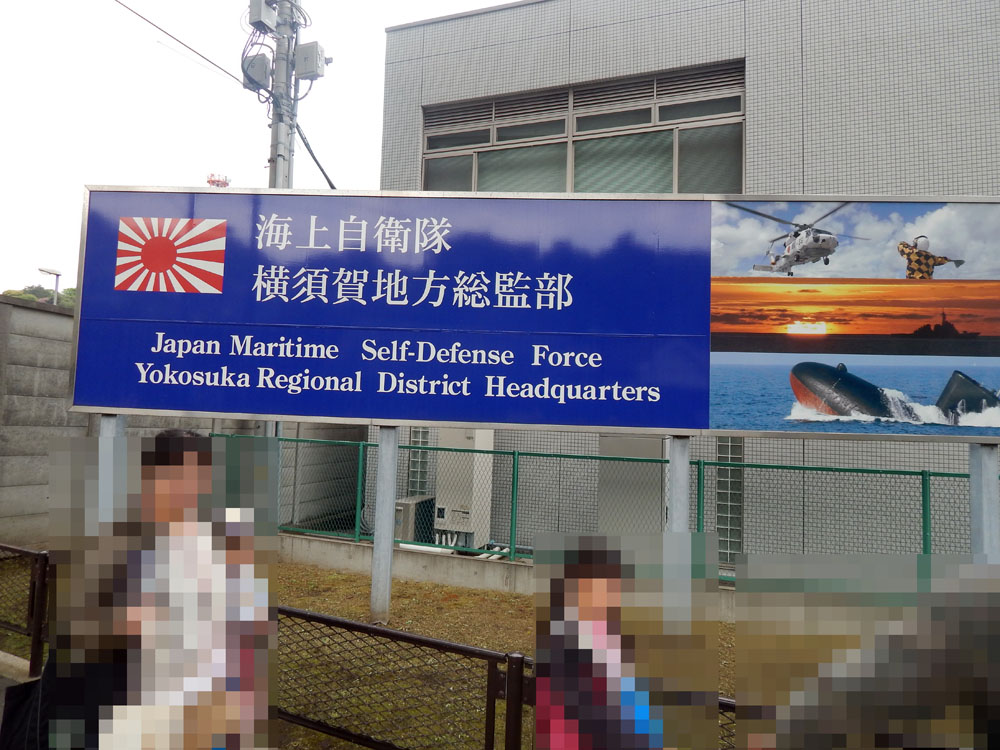 海上自衛隊
横須賀地方総監部
Japan Maritime Self-Defense Force
Yokosuka Regional District Headquarters